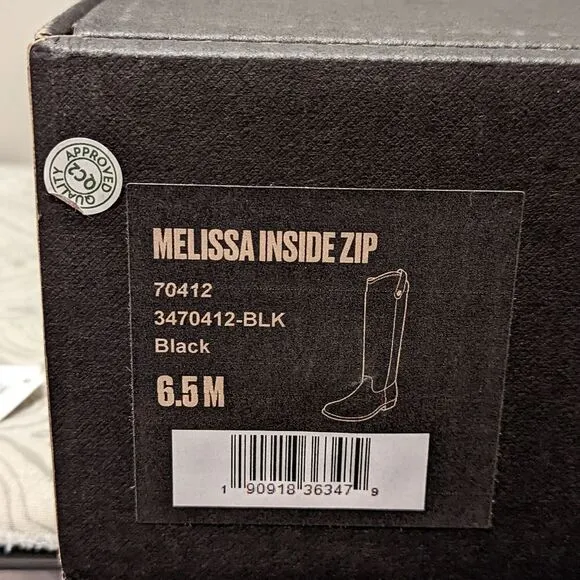 QUALITY APPROVED
QC2
MELISSA INSIDE ZIP
70412
3470412-BLK
Black
6.5 M
1 90918 36347 9